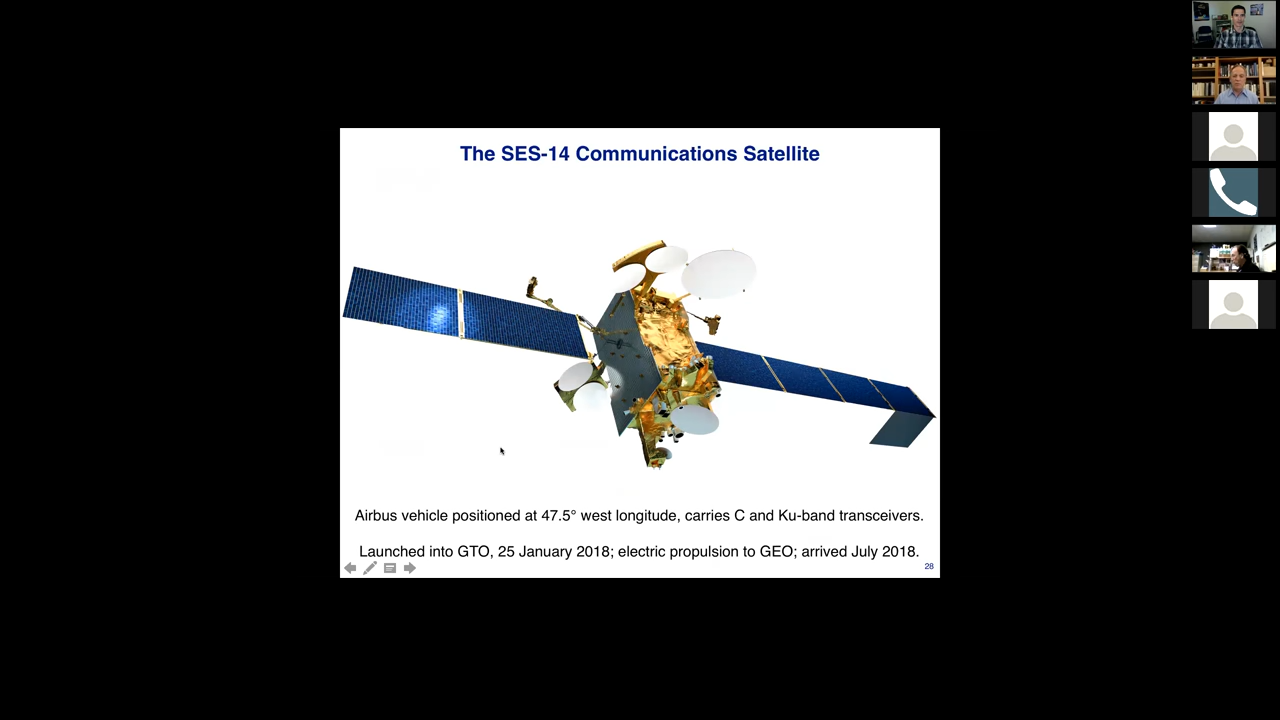 The SES-14 Communications Satellite
Airbus vehicle positioned at 47.5° west longitude, carries C and Ku-band transceivers.
Launched into GTO, 25 January 2018; electric propulsion to GEO; arrived July 2018.
28